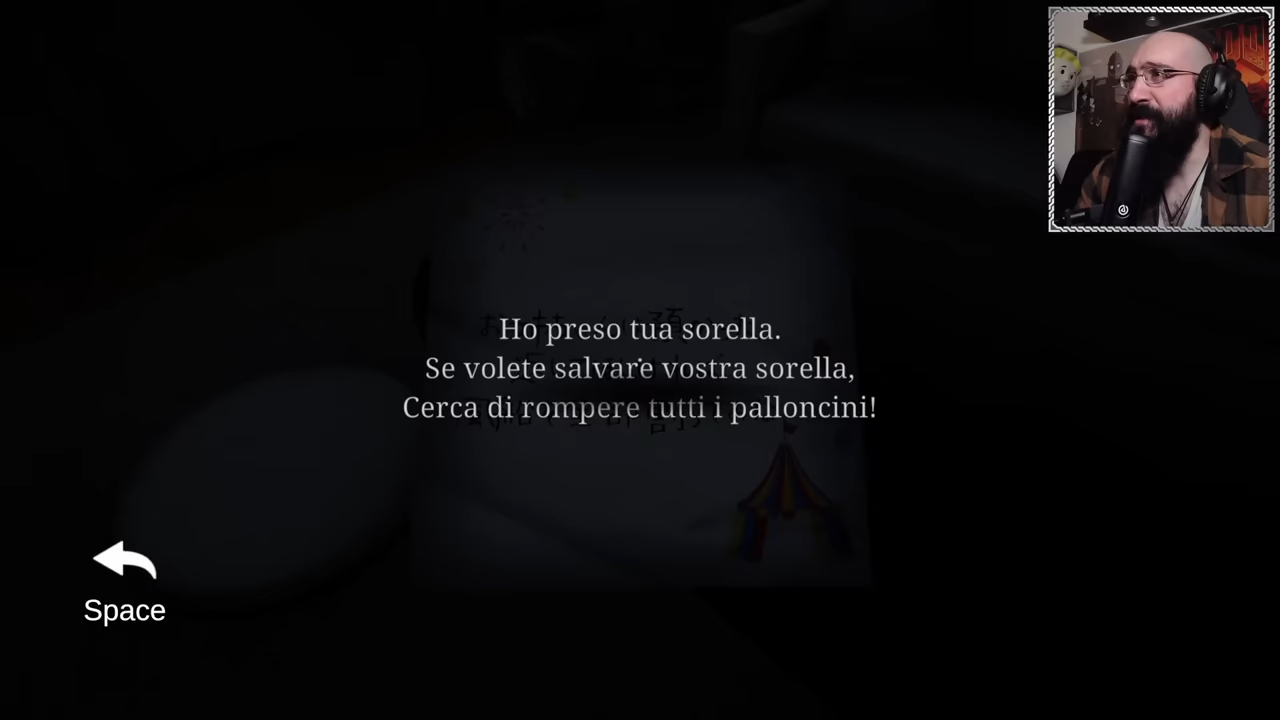 Ho preso tua sorella.
Se volete salvare vostra sorella,
Cerca di rompere tutti i palloncini!
Space